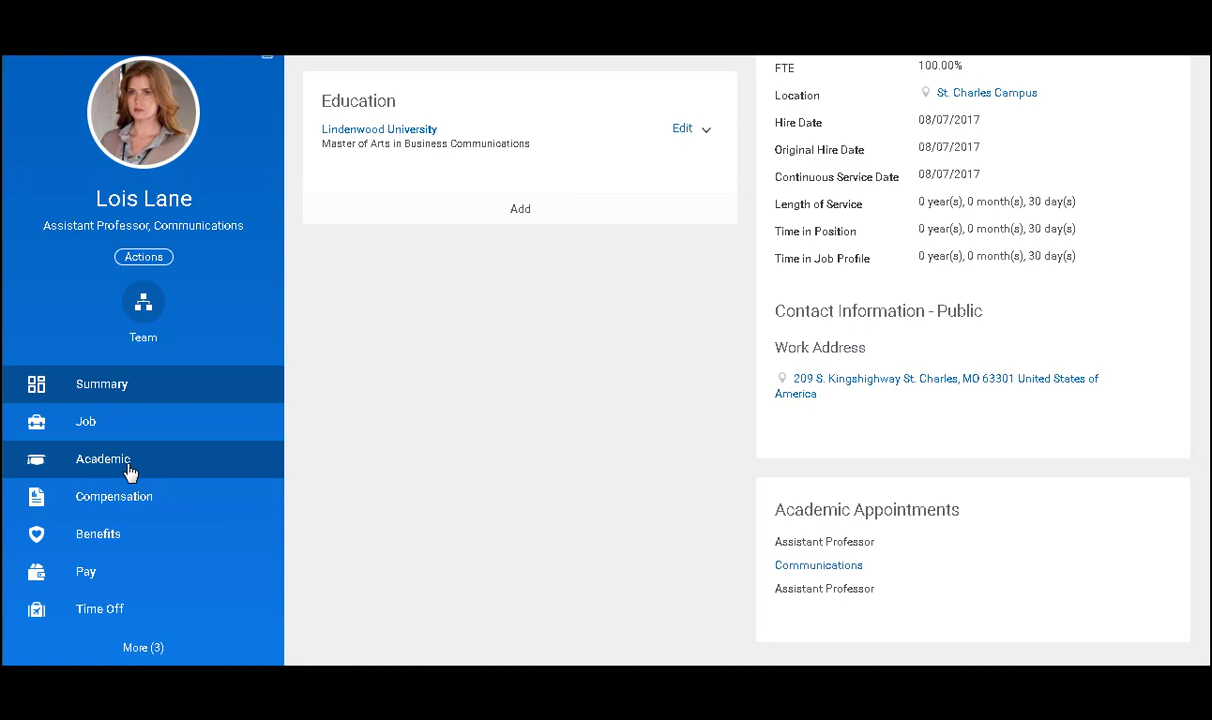 Lois Lane
Assistant Professor, Communications
Actions
Team
Summary
Job
Academic
Compensation
Benefits
Pay
Time Off
More (3)
Education
Lindenwood University
Edit
Master of Arts in Business Communications
Add
FTE 100.00%
Location St. Charles Campus
Hire Date 08/07/2017
Original Hire Date 08/07/2017
Continuous Service Date 08/07/2017
Length of Service 0 year(s), 0 month(s), 30 day(s)
Time in Position 0 year(s), 0 month(s), 30 day(s)
Time in Job Profile 0 year(s), 0 month(s), 30 day(s)
Contact Information - Public
Work Address
209 S. Kingshighway St. Charles, MO 63301 United States of
America
Academic Appointments
Assistant Professor
Communications
Assistant Professor